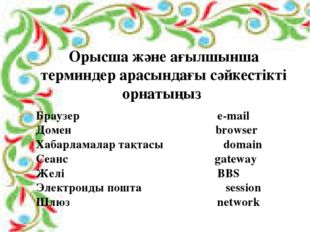 Орысша және ағылшынша
терминдер арасындағы сәйкестікті
орнатыңыз
Браузер e-mail
Домен browser
Хабарламалар тақтасы domain
Сеанс gateway
Желі BBS
Электронды пошта session
Шлюз network